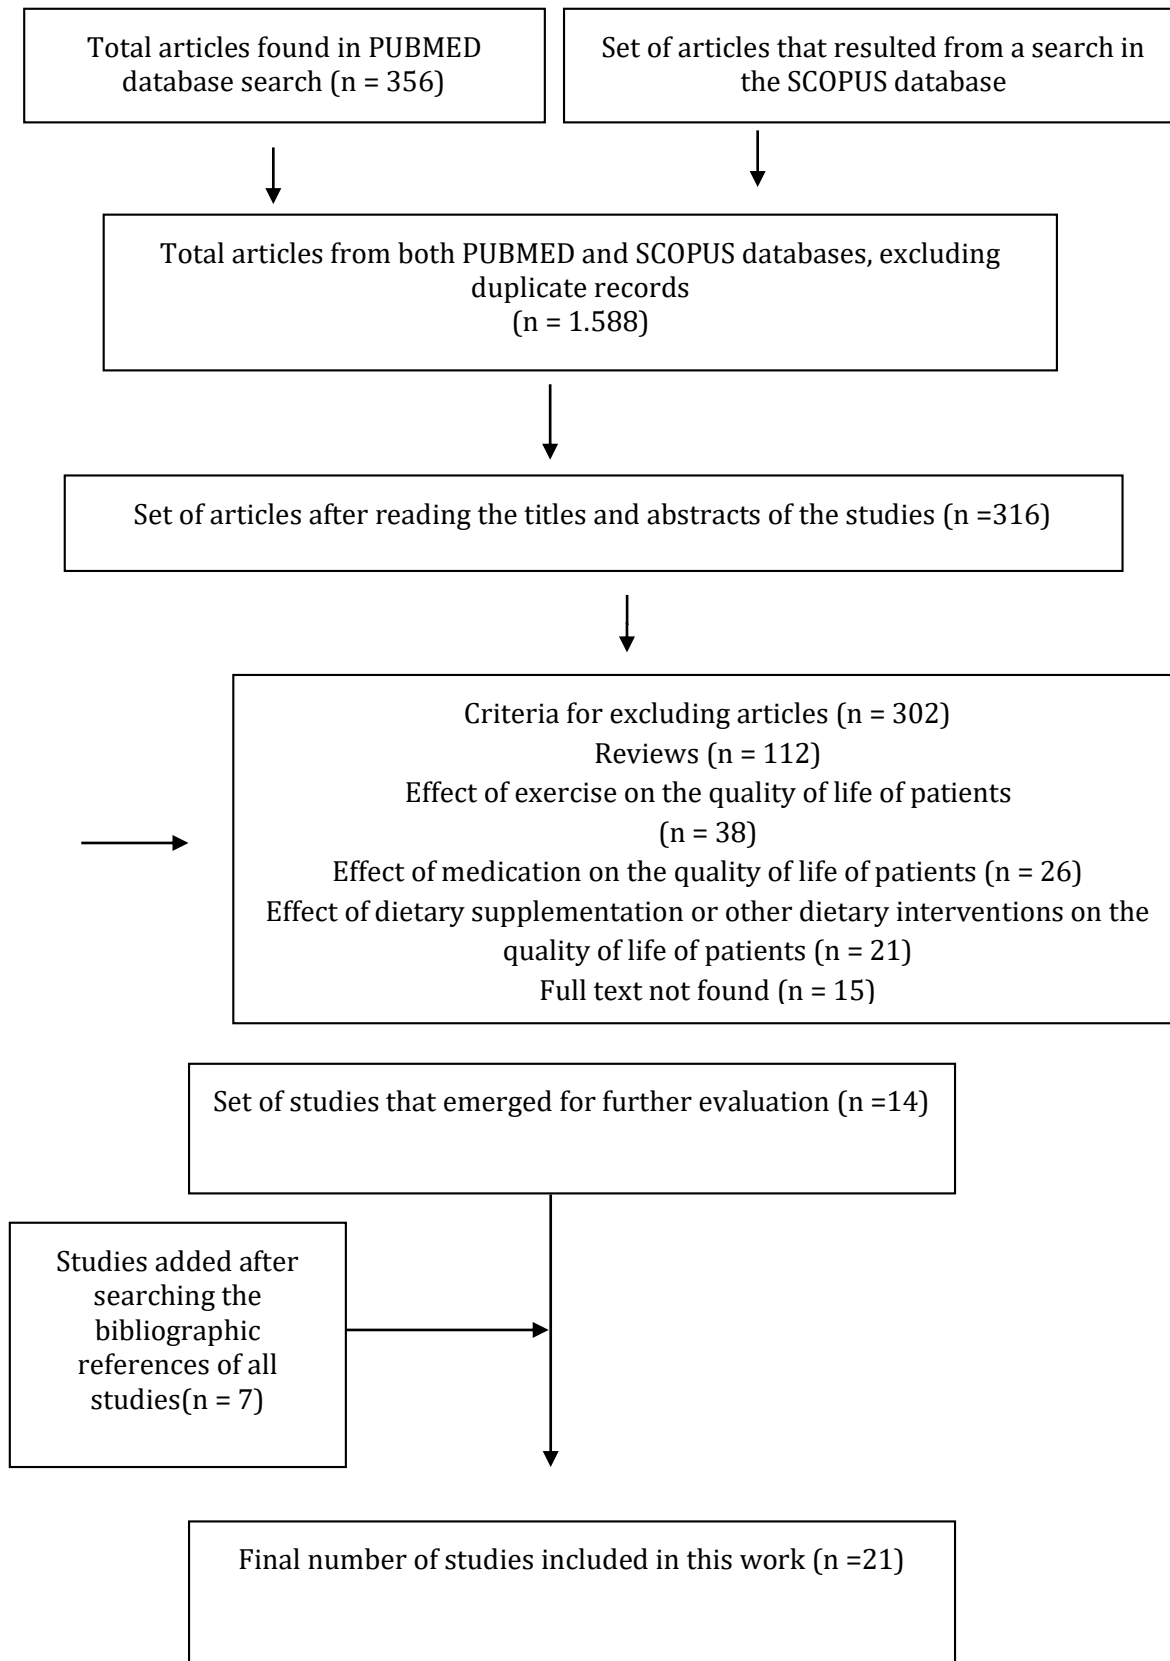 Total articles found in PUBMED
database search (n = 356)
Set of articles that resulted from a search in
the SCOPUS database
Total articles from both PUBMED and SCOPUS databases, excluding
duplicate records
(n = 1.588)
Set of articles after reading the titles and abstracts of the studies (n =316)
Criteria for excluding articles (n = 302)
Reviews (n = 112)
Effect of exercise on the quality of life of patients
(n = 38)
Effect of medication on the quality of life of patients (n = 26)
Effect of dietary supplementation or other dietary interventions on the
quality of life of patients (n = 21)
Full text not found (n = 15)
Set of studies that emerged for further evaluation (n =14)
Studies added after
searching the
bibliographic
references of all
studies(n = 7)
Final number of studies included in this work (n =21)